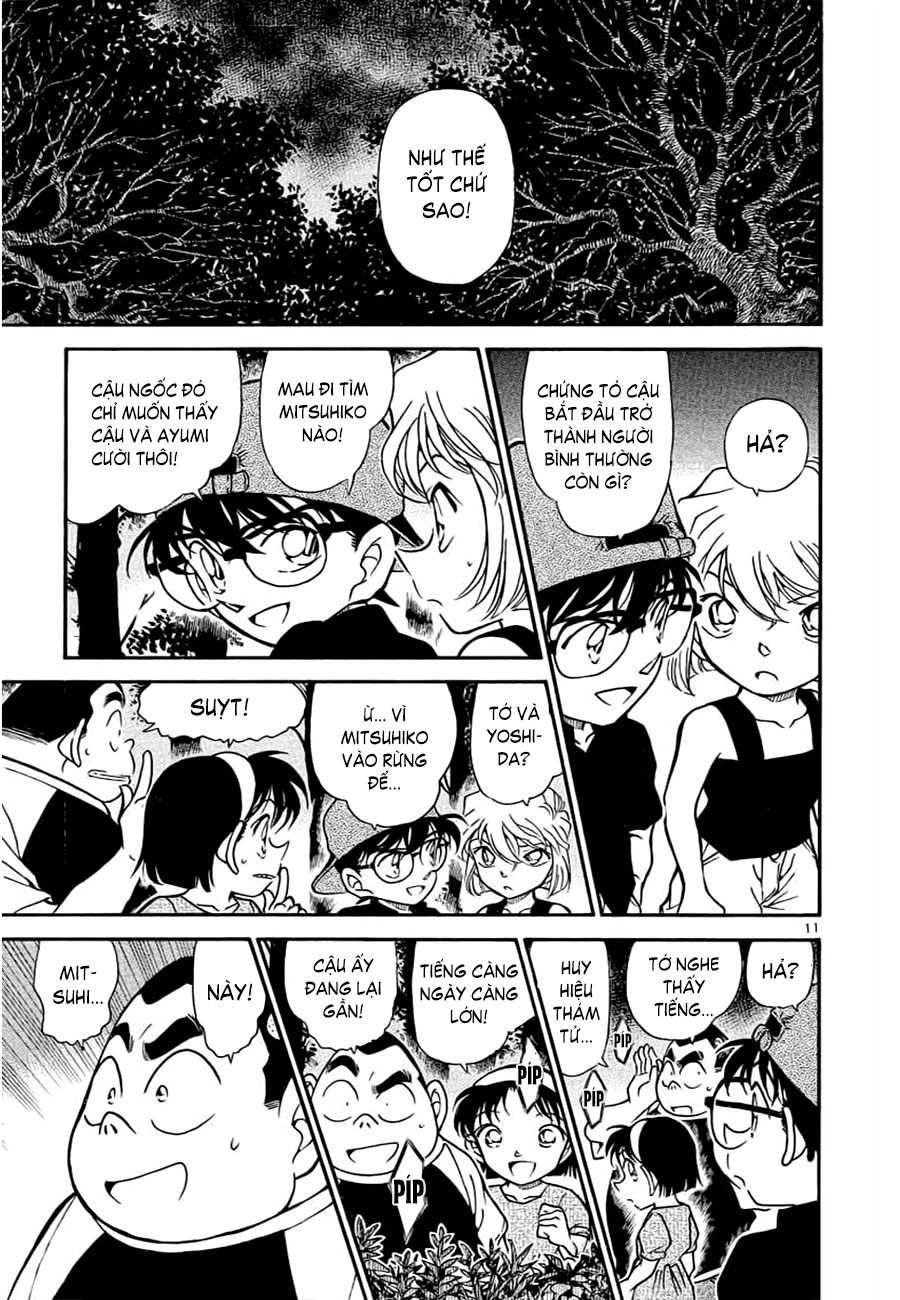 NHƯ THẾ
TỐT CHỨ
SAO!
HẢ?
CHỨNG TỎ CẬU
BẮT ĐẦU TRỞ
THÀNH NGƯỜI
BÌNH THƯỜNG
CÒN GÌ?
MAU ĐI TÌM
MITSUHIKO
NÀO!
CẬU NGỐC ĐÓ
CHỈ MUỐN THẤY
CẬU VÀ AYUMI
CƯỜI THÔI!
TỚ VÀ
YOSHI-
DA?
Ừ... VÌ
MITSUHIKO
VÀO RỪNG
ĐỂ...
SUỴT!
11
HẢ?
TỚ NGHE
THẤY
TIẾNG...
PÍP
PÍP
HUY
HIỆU
THÁM
TỬ...
TIẾNG CÀNG
NGÀY CÀNG
LỚN!
PÍP
CẬU ẤY
ĐANG LẠI
GẦN!
PÍP
NÀY!
MIT-
SUHI...